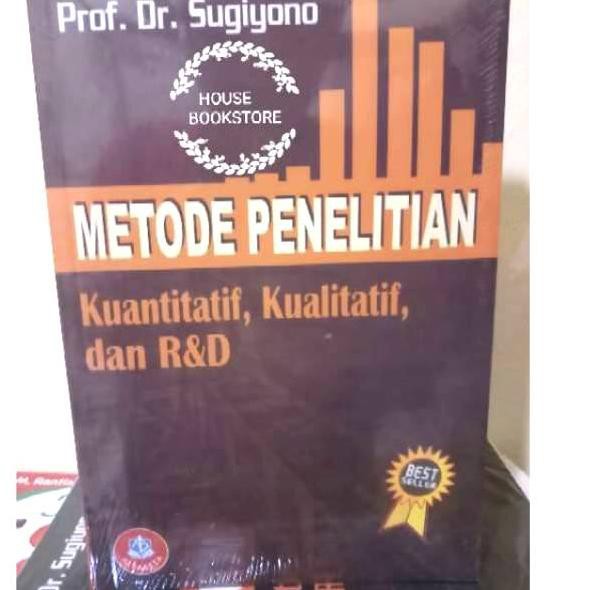 Prof. Dr. Sugiyono
HOUSE
BOOKSTORE
METODE PENELITIAN
Kuantitatif, Kualitatif,
dan R&D
BEST
SELLER